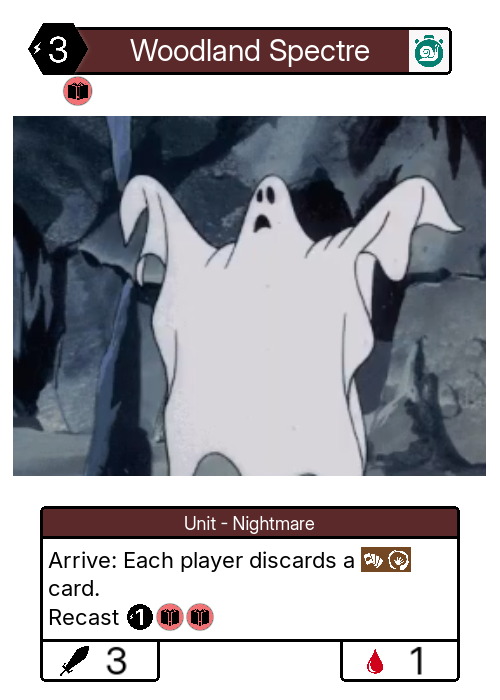 3
Woodland Spectre
Unit - Nightmare
Arrive: Each player discards a
card.
Recast 1
3
1